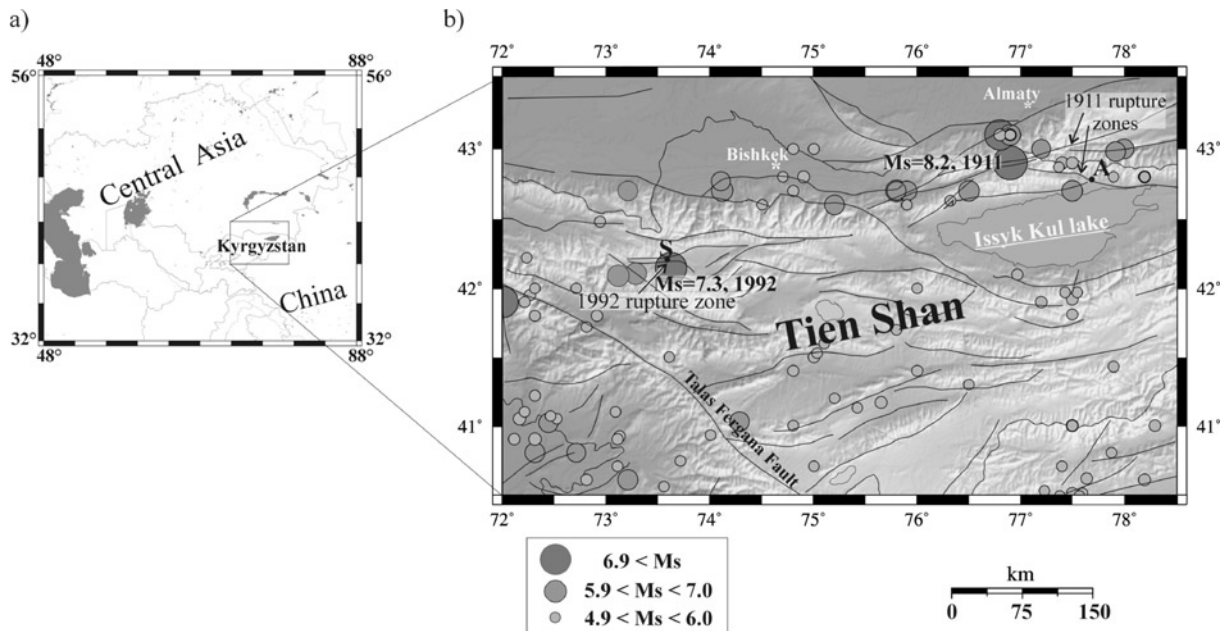 a)
48°
88°
56°
56°
Central Asia
Kyrgyzstan
China
32°
32°
48°
88°
b)
72°
73°
74°
75°
76°
77°
78°
Almaty
1911 rupture
zones
43°
43°
Bishkek
Ms=8.2, 1911
A
Issyk Kul lake
S
Ms=7.3, 1992
42°
42°
1992 rupture zone
Tien Shan
Talas Fergana Fault
41°
41°
72°
73°
74°
75°
76°
77°
78°
6.9 < Ms
5.9 < Ms < 7.0
4.9 < Ms < 6.0
km
0
75
150